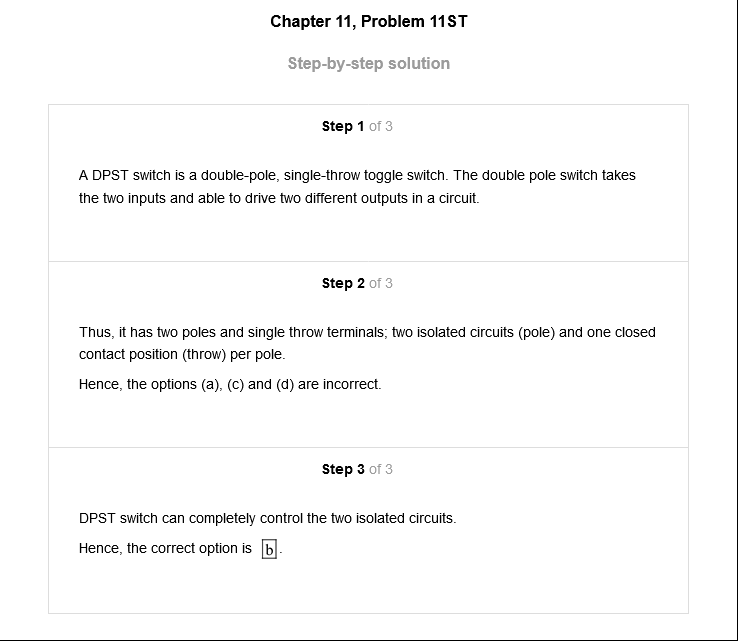 Chapter 11, Problem 11ST
Step-by-step solution
Step 1 of 3
A DPST switch is a double-pole, single-throw toggle switch. The double pole switch takes
the two inputs and able to drive two different outputs in a circuit.
Step 2 of 3
Thus, it has two poles and single throw terminals; two isolated circuits (pole) and one closed
contact position (throw) per pole.
Hence, the options (a), (c) and (d) are incorrect.
Step 3 of 3
DPST switch can completely control the two isolated circuits.
Hence, the correct option is b.